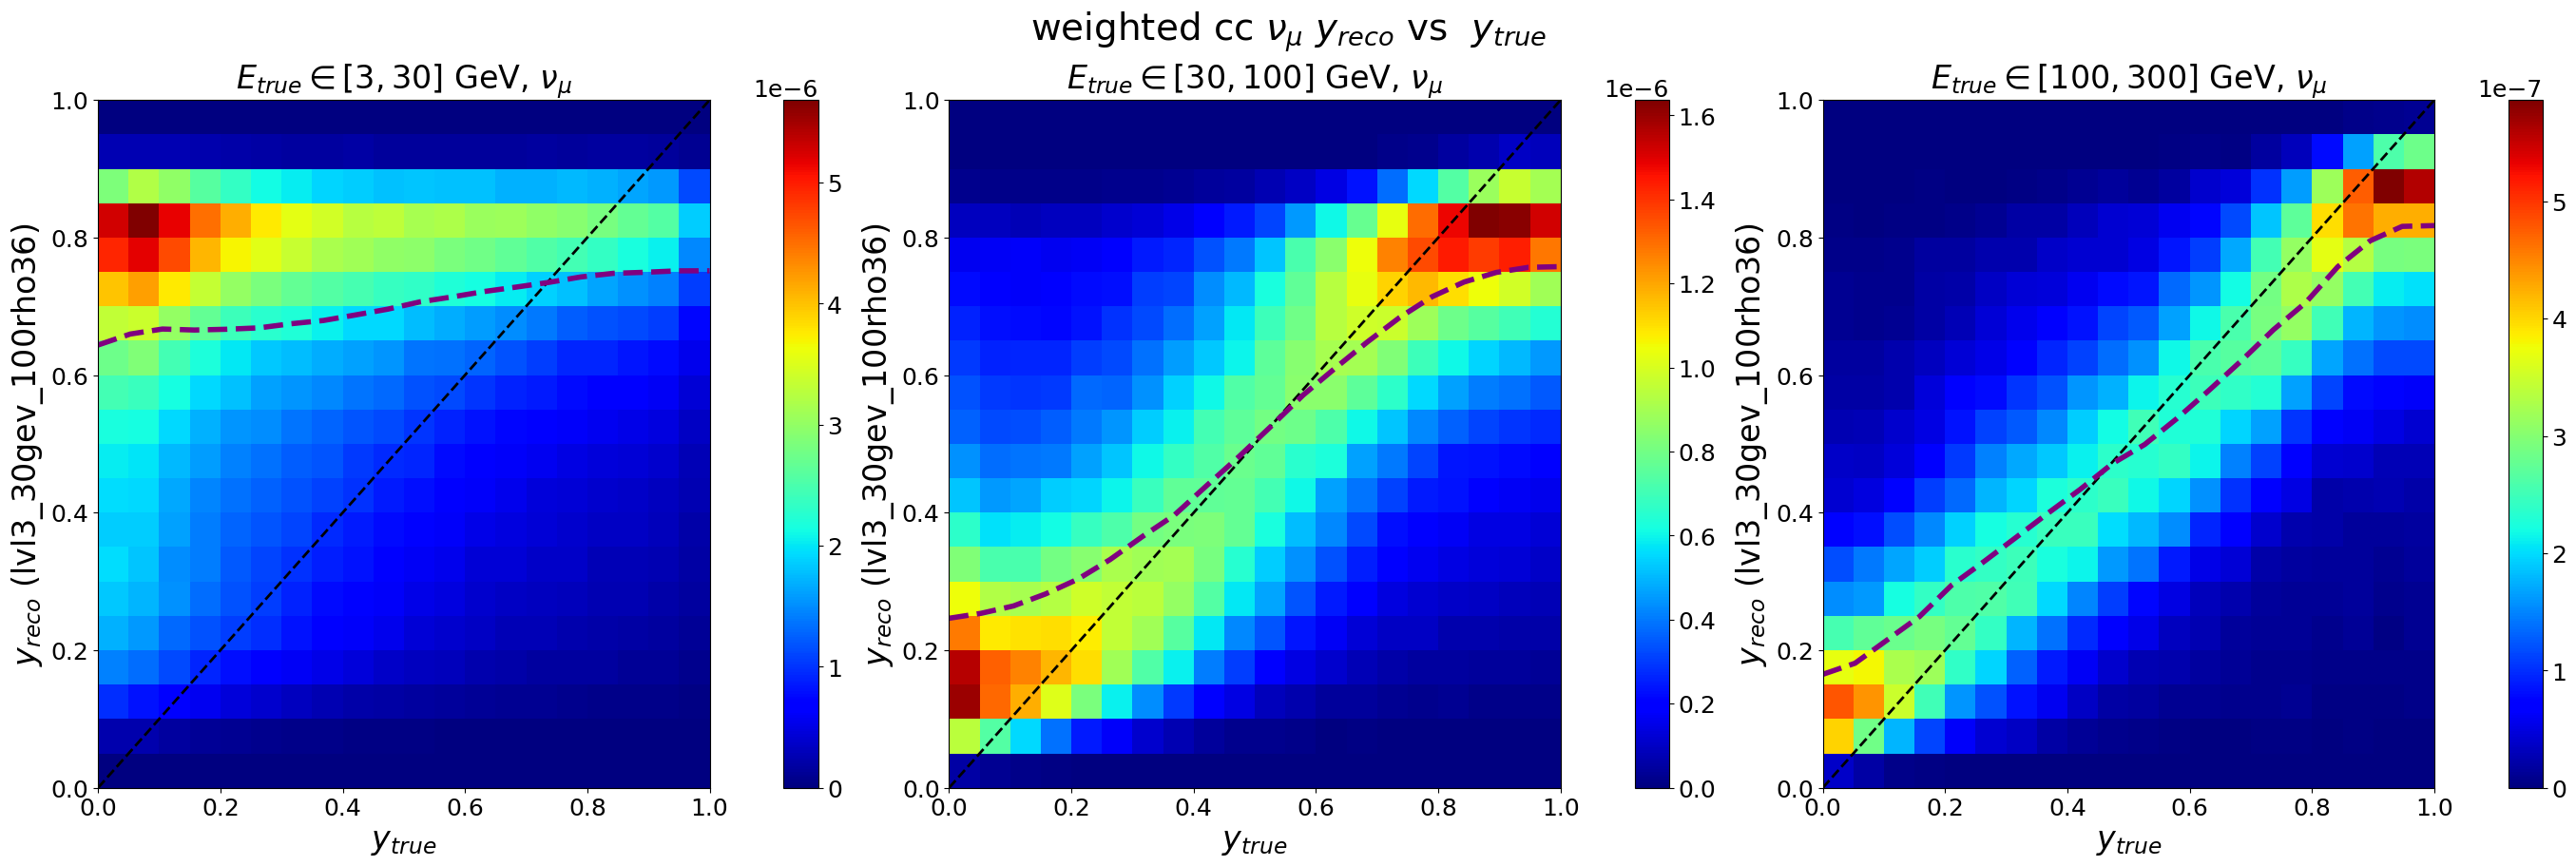 weighted cc νμ yreco vs ytrue
Etrue ∈ [3, 30] GeV, νμ
1e−6
1.0
0.8
0.6
0.4
0.2
0.0
0.0 0.2 0.4 0.6 0.8 1.0
ytrue
yreco (lvl3_30gev_100rho36)
5
4
3
2
1
0
Etrue ∈ [30, 100] GeV, νμ
1e−6
1.0
0.8
0.6
0.4
0.2
0.0
0.0 0.2 0.4 0.6 0.8 1.0
ytrue
yreco (lvl3_30gev_100rho36)
1.6
1.4
1.2
1.0
0.8
0.6
0.4
0.2
0.0
Etrue ∈ [100, 300] GeV, νμ
1e−7
1.0
0.8
0.6
0.4
0.2
0.0
0.0 0.2 0.4 0.6 0.8 1.0
ytrue
yreco (lvl3_30gev_100rho36)
5
4
3
2
1
0